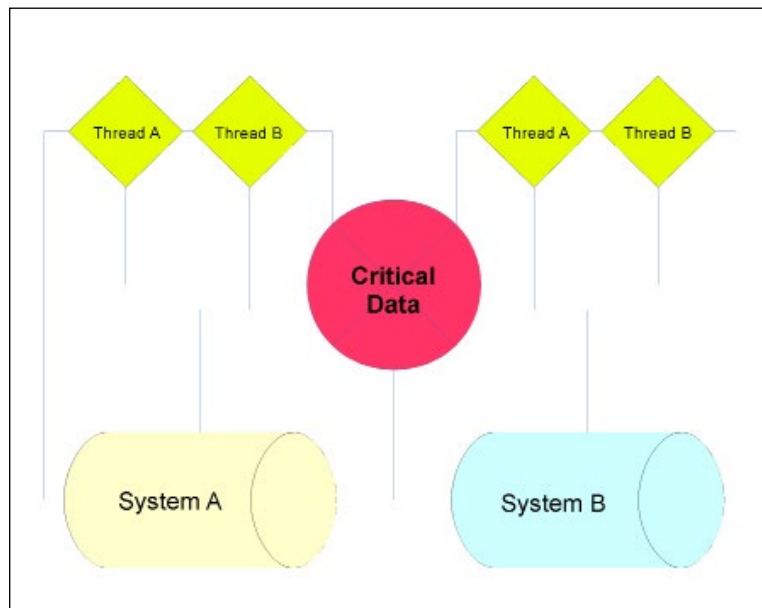 Thread A
Thread B
Thread A
Thread B
Critical
Data
System A
System B